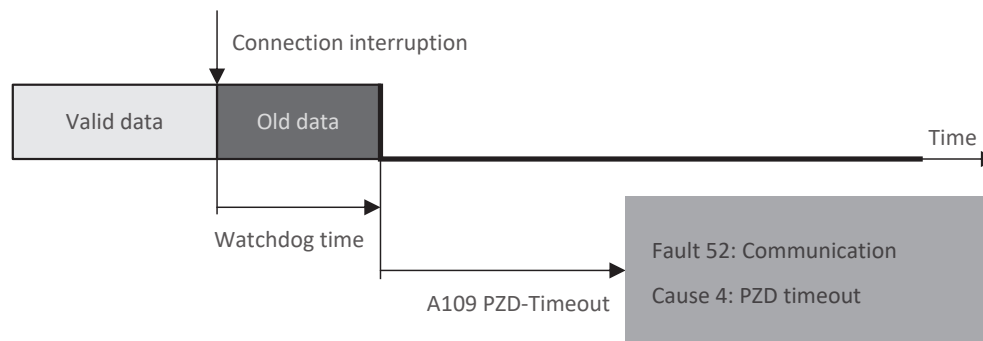 Connection interruption
Valid data
Old data
Time
Watchdog time
A109 PZD-Timeout
Fault 52: Communication
Cause 4: PZD timeout